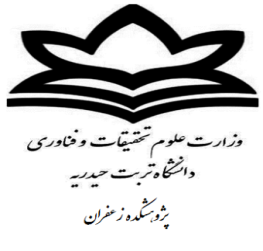 وزارت علوم تحقیقات و فناوری
دانشگاه تربت حیدریه
پژوهشکده زعفران